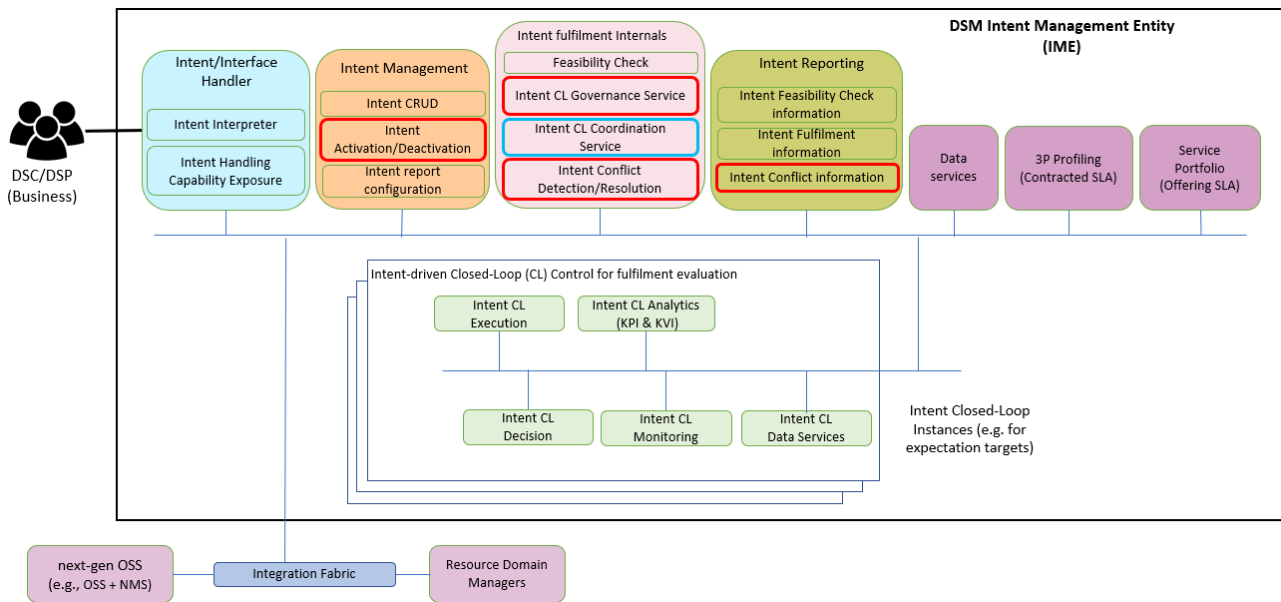 DSM Intent Management Entity
(IME)
Intent/Interface
Handler
Intent Interpreter
Intent Handling
Capability Exposure
Intent Management
Intent CRUD
Intent
Activation/Deactivation
Intent report
configuration
Intent fulfilment Internals
Feasibility Check
Intent CL Governance Service
Intent CL Coordination
Service
Intent Conflict
Detection/Resolution
Intent Reporting
Intent Feasibility Check
information
Intent Fulfilment
information
Intent Conflict information
Data
services
3P Profiling
(Contracted SLA)
Service
Portfolio
(Offering SLA)
DSC/DSP
(Business)
Intent-driven Closed-Loop (CL) Control for fulfilment evaluation
Intent CL
Execution
Intent CL Analytics
(KPI & KVI)
Intent CL
Decision
Intent CL
Monitoring
Intent CL
Data Services
Intent Closed-Loop
Instances (e.g. for
expectation targets)
next-gen OSS
(e.g., OSS + NMS)
Integration Fabric
Resource Domain
Managers